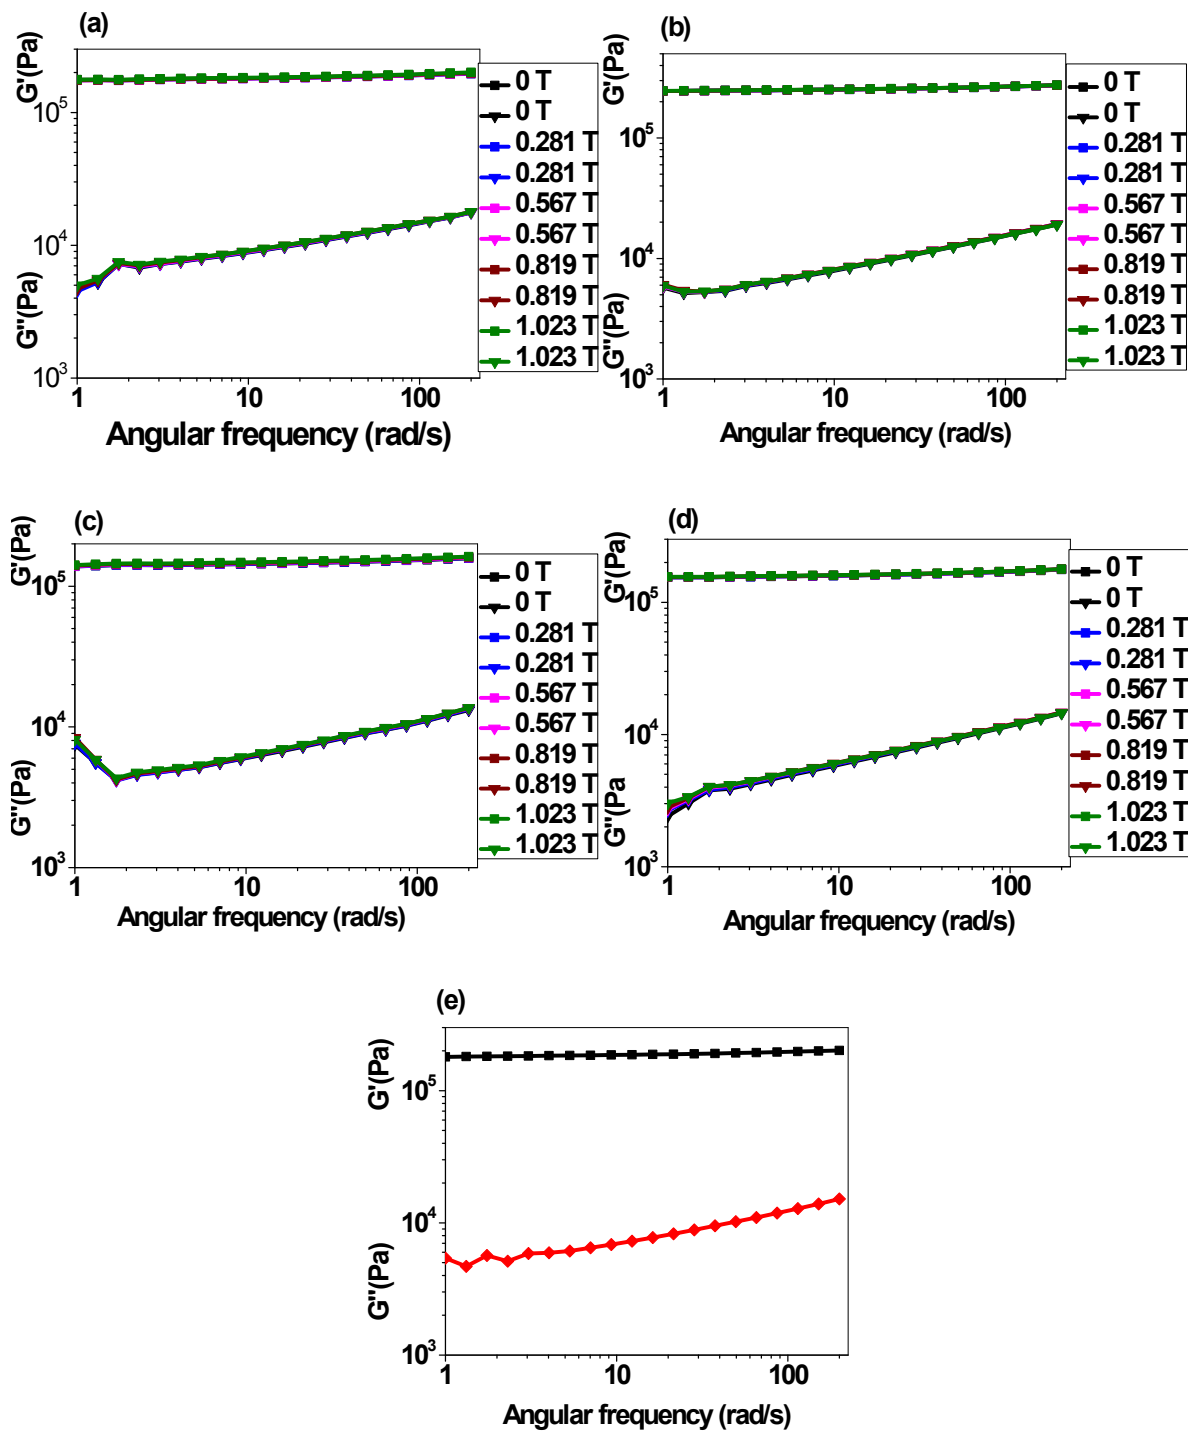 (a)
G'(Pa)
G''(Pa)
10^5
10^4
10^3
1
10
100
Angular frequency (rad/s)
0 T
0 T
0.281 T
0.281 T
0.567 T
0.567 T
0.819 T
0.819 T
1.023 T
1.023 T
(b)
G'(Pa)
G''(Pa)
10^5
10^4
10^3
1
10
100
Angular frequency (rad/s)
0 T
0 T
0.281 T
0.281 T
0.567 T
0.567 T
0.819 T
0.819 T
1.023 T
1.023 T
(c)
G'(Pa)
G''(Pa)
10^5
10^4
10^3
1
10
100
Angular frequency (rad/s)
0 T
0 T
0.281 T
0.281 T
0.567 T
0.567 T
0.819 T
0.819 T
1.023 T
1.023 T
(d)
G'(Pa)
G''(Pa
10^5
10^4
10^3
1
10
100
Angular frequency (rad/s)
0 T
0 T
0.281 T
0.281 T
0.567 T
0.567 T
0.819 T
0.819 T
1.023 T
1.023 T
(e)
G'(Pa)
G''(Pa)
10^5
10^4
10^3
1
10
100
Angular frequency (rad/s)